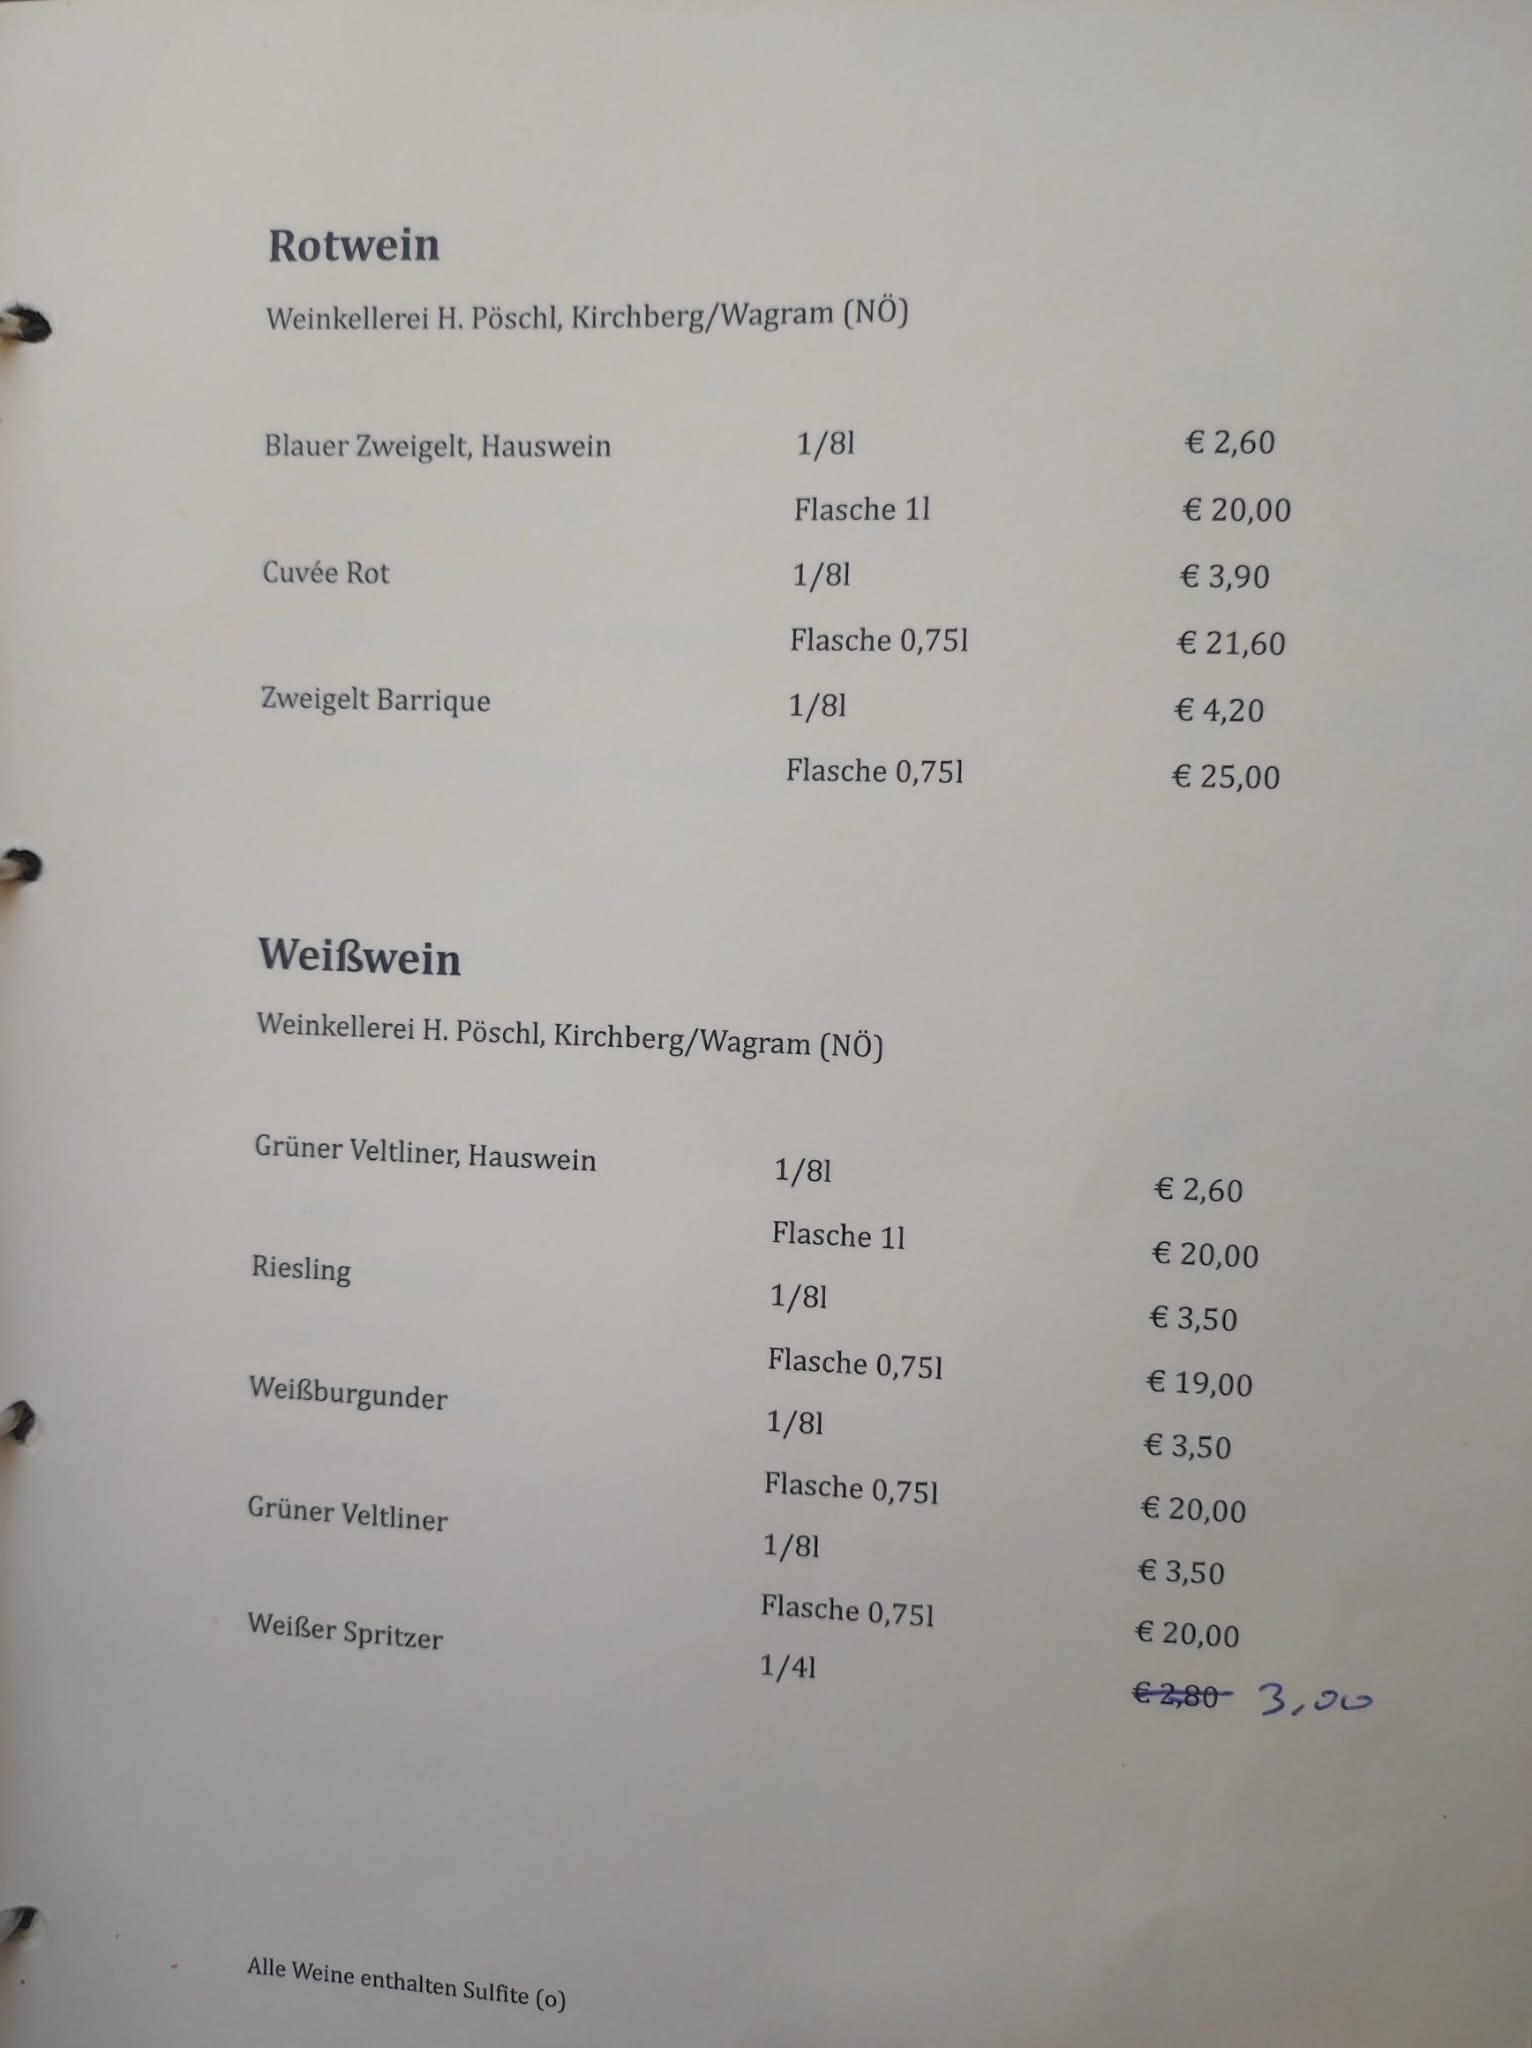 Rotwein
Weinkellerei H. Pöschl, Kirchberg/Wagram (NÖ)
Blauer Zweigelt, Hauswein 1/8l € 2,60
Flasche 1l € 20,00
Cuvée Rot 1/8l € 3,90
Flasche 0,75l € 21,60
Zweigelt Barrique 1/8l € 4,20
Flasche 0,75l € 25,00
Weißwein
Weinkellerei H. Pöschl, Kirchberg/Wagram (NÖ)
Grüner Veltliner, Hauswein 1/8l € 2,60
Flasche 1l € 20,00
Riesling 1/8l € 3,50
Flasche 0,75l € 19,00
Weißburgunder 1/8l € 3,50
Flasche 0,75l € 20,00
Grüner Veltliner 1/8l € 3,50
Flasche 0,75l € 20,00
Weißer Spritzer 1/4l € 2,80 3,00
Alle Weine enthalten Sulfite (o)